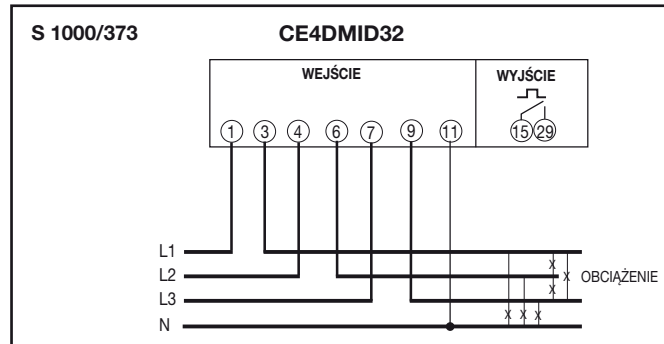 S 1000/373 CE4DMID32
WEJŚCIE WYJŚCIE
1 3 4 6 7 9 11 15 29
L1
L2
x
x OBCIĄŻENIE
x
L3
x x x
N